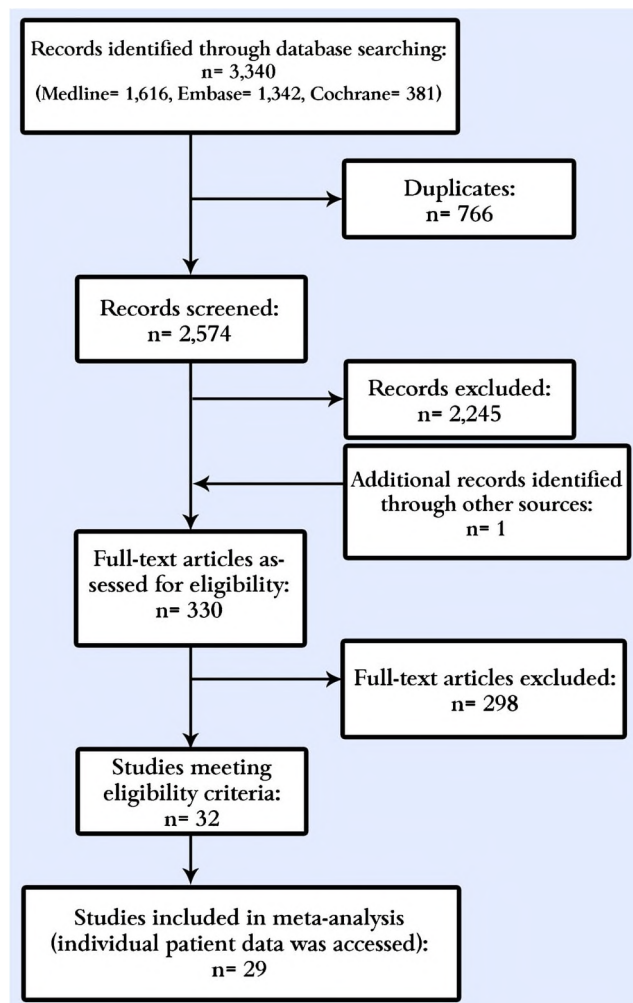 Records identified through database searching:
n= 3,340
(Medline= 1,616, Embase= 1,342, Cochrane= 381)
Duplicates:
n= 766
Records screened:
n= 2,574
Records excluded:
n= 2,245
Additional records identified
through other sources:
n= 1
Full-text articles as-
sessed for eligibility:
n= 330
Full-text articles excluded:
n= 298
Studies meeting
eligibility criteria:
n= 32
Studies included in meta-analysis
(individual patient data was accessed):
n= 29